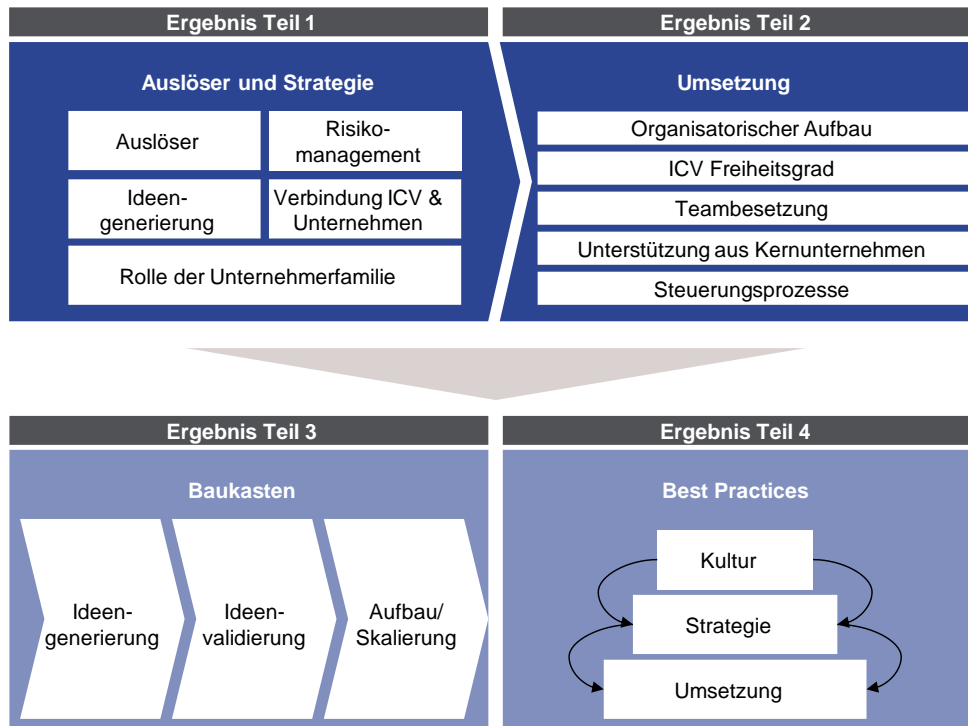 Ergebnis Teil 1
Auslöser und Strategie
Auslöser
Risiko-
management
Ideen-
generierung
Verbindung ICV &
Unternehmen
Rolle der Unternehmerfamilie
Ergebnis Teil 2
Umsetzung
Organisatorischer Aufbau
ICV Freiheitsgrad
Teambesetzung
Unterstützung aus Kernunternehmen
Steuerungsprozesse
Ergebnis Teil 3
Baukasten
Ideen-
generierung
Ideen-
validierung
Aufbau/
Skalierung
Ergebnis Teil 4
Best Practices
Kultur
Strategie
Umsetzung